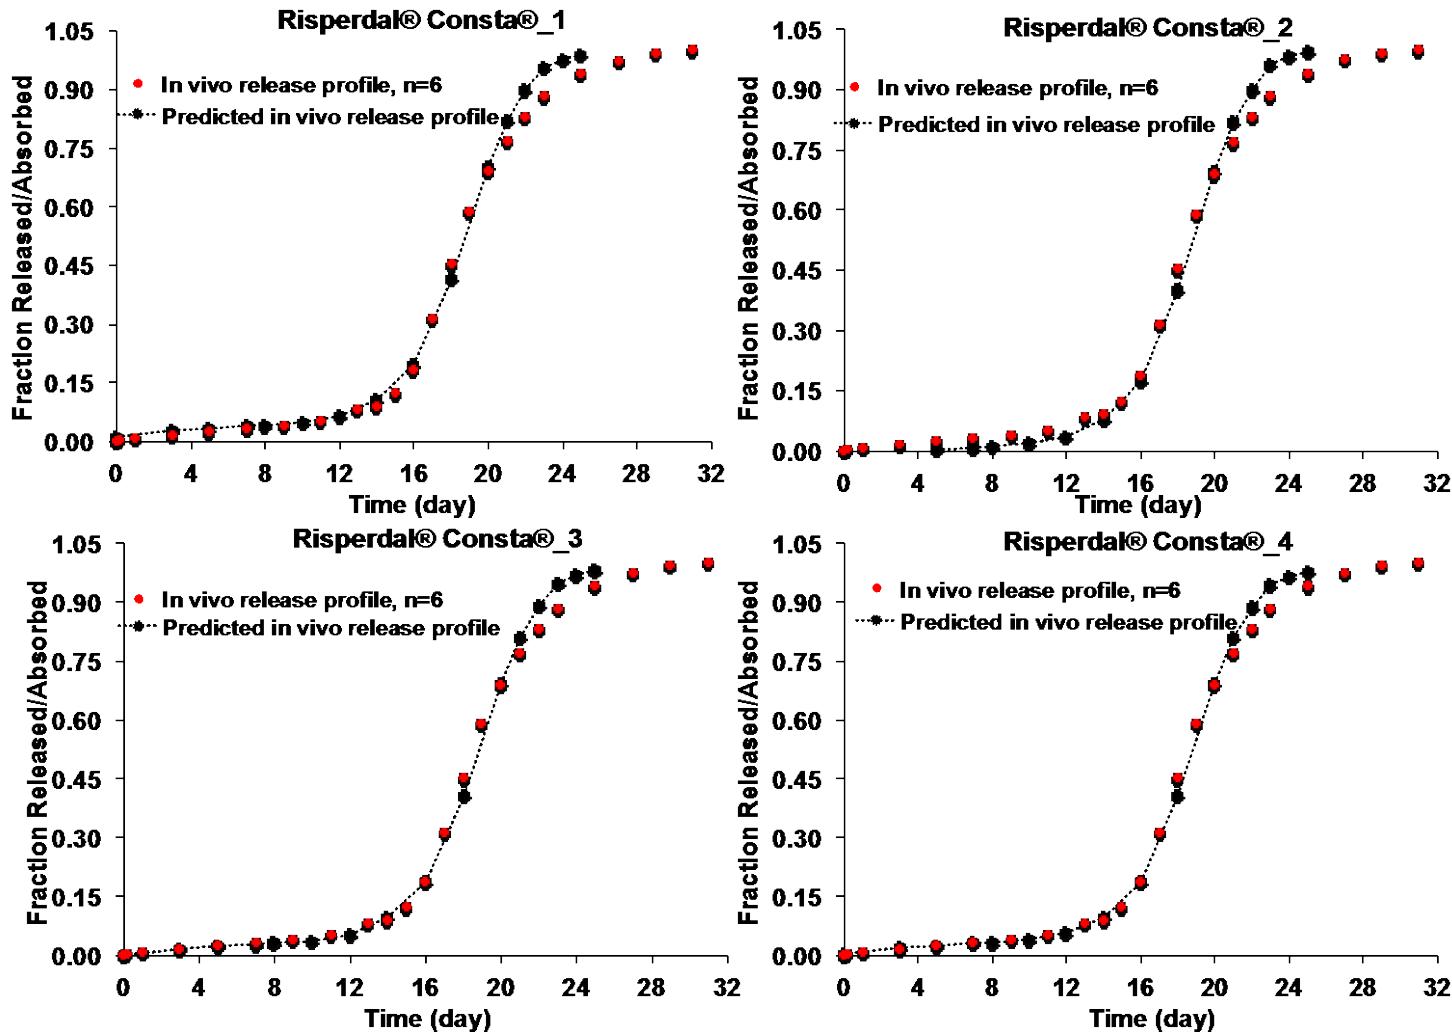 Risperdal® Consta®_1
1.05
0.90
0.75
0.60
0.45
0.30
0.15
0.00
Fraction Released/Absorbed
In vivo release profile, n=6
Predicted in vivo release profile
0 4 8 12 16 20 24 28 32
Time (day)
Risperdal® Consta®_2
1.05
0.90
0.75
0.60
0.45
0.30
0.15
0.00
Fraction Released/Absorbed
In vivo release profile, n=6
Predicted in vivo release profile
0 4 8 12 16 20 24 28 32
Time (day)
Risperdal® Consta®_3
1.05
0.90
0.75
0.60
0.45
0.30
0.15
0.00
Fraction Released/Absorbed
In vivo release profile, n=6
Predicted in vivo release profile
0 4 8 12 16 20 24 28 32
Time (day)
Risperdal® Consta®_4
1.05
0.90
0.75
0.60
0.45
0.30
0.15
0.00
Fraction Released/Absorbed
In vivo release profile, n=6
Predicted in vivo release profile
0 4 8 12 16 20 24 28 32
Time (day)